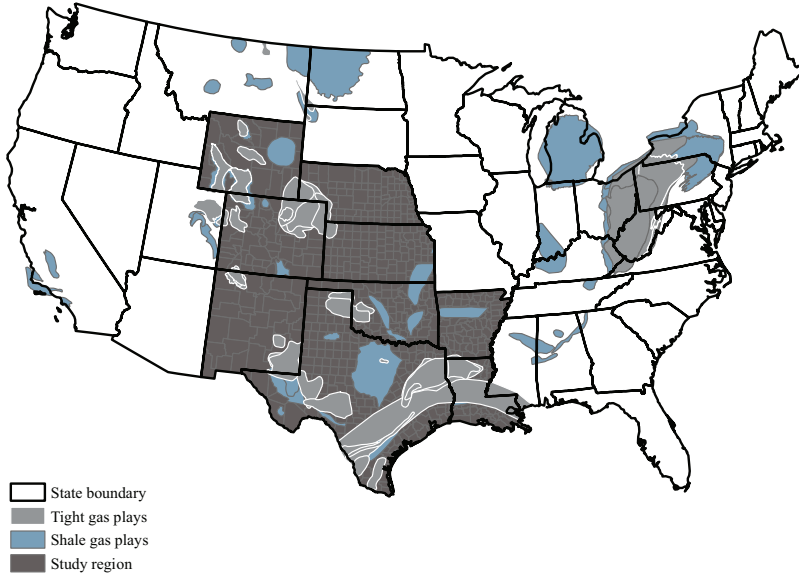 State boundary
Tight gas plays
Shale gas plays
Study region